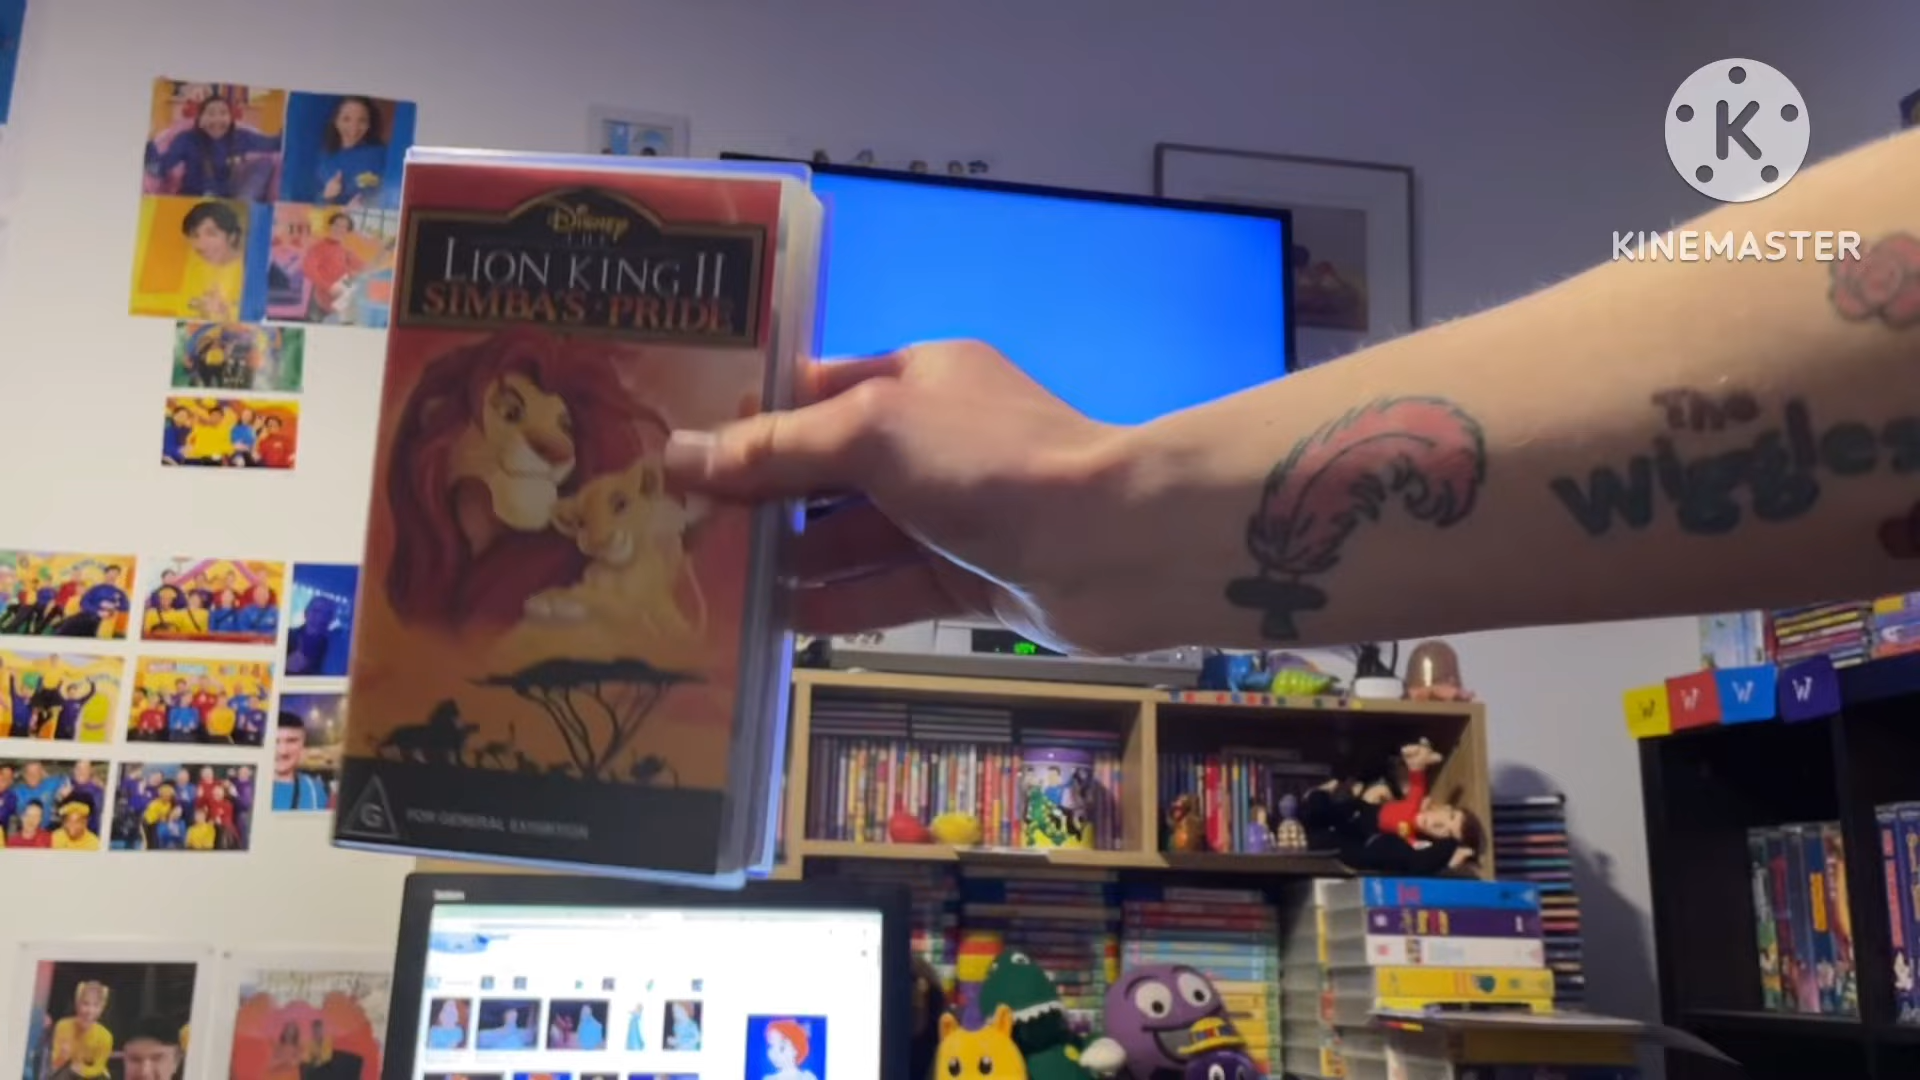 KINEMASTER
Disney
THE
LION KING II
SIMBA'S PRIDE
The
Wiggles
W W W W
G
FOR GENERAL EXHIBITION